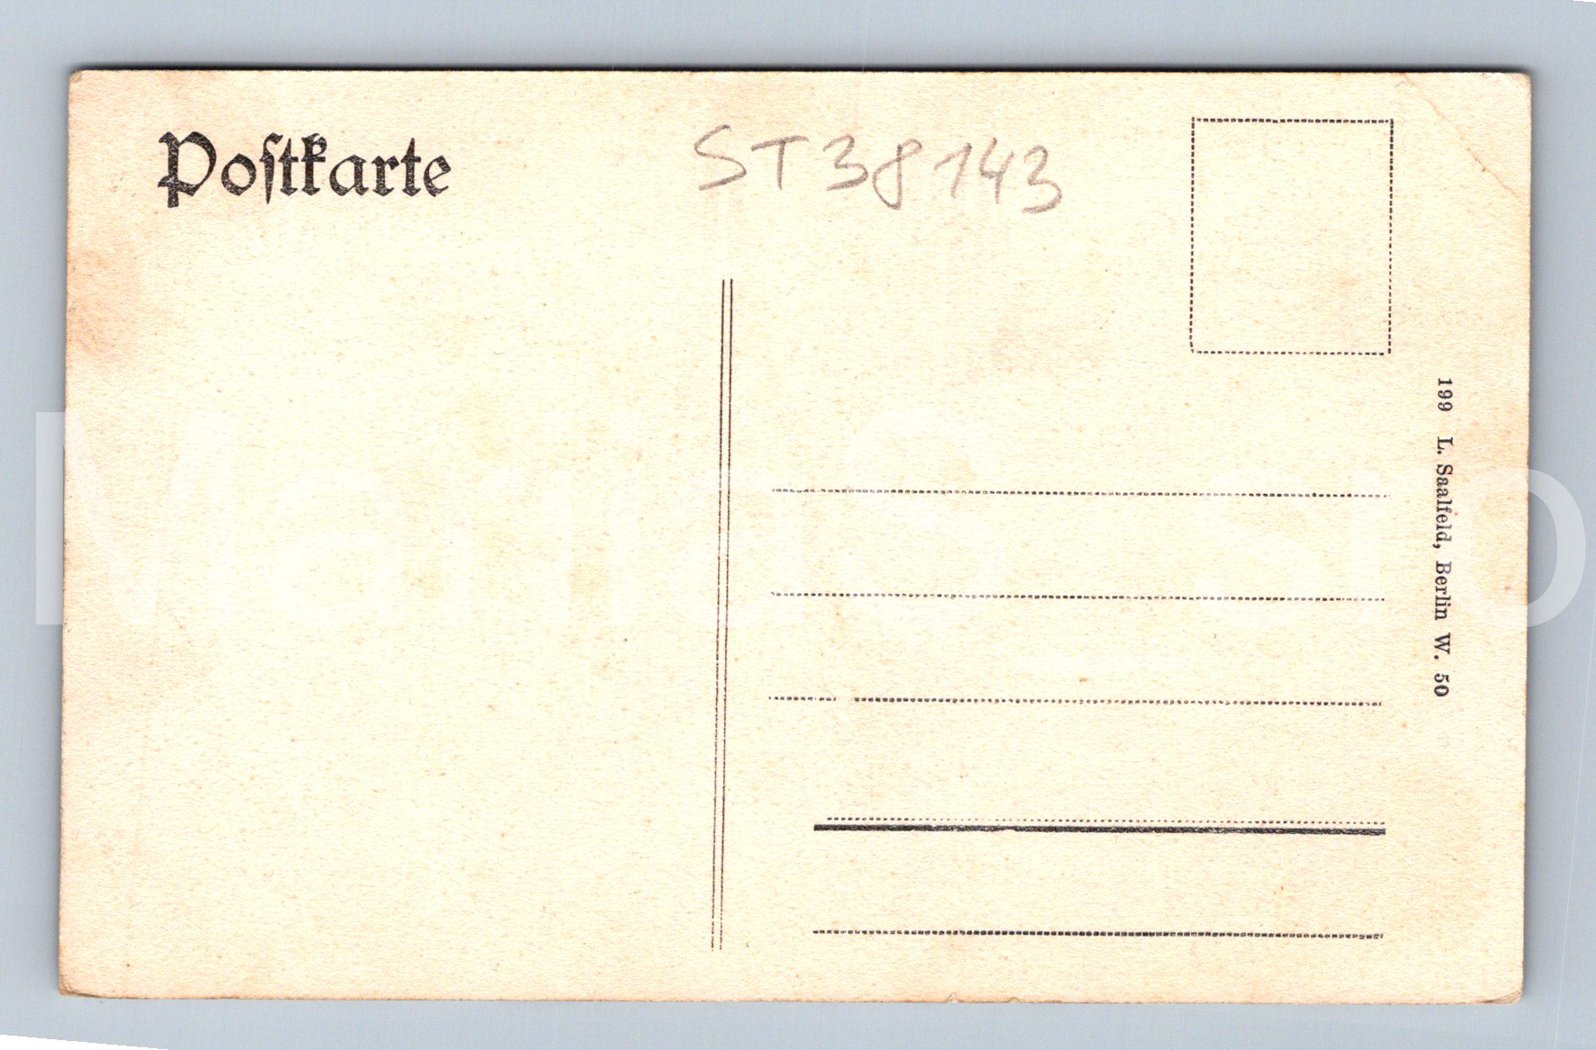 Poſtkarte
ST38143
199 L. Saalfeld, Berlin W. 50